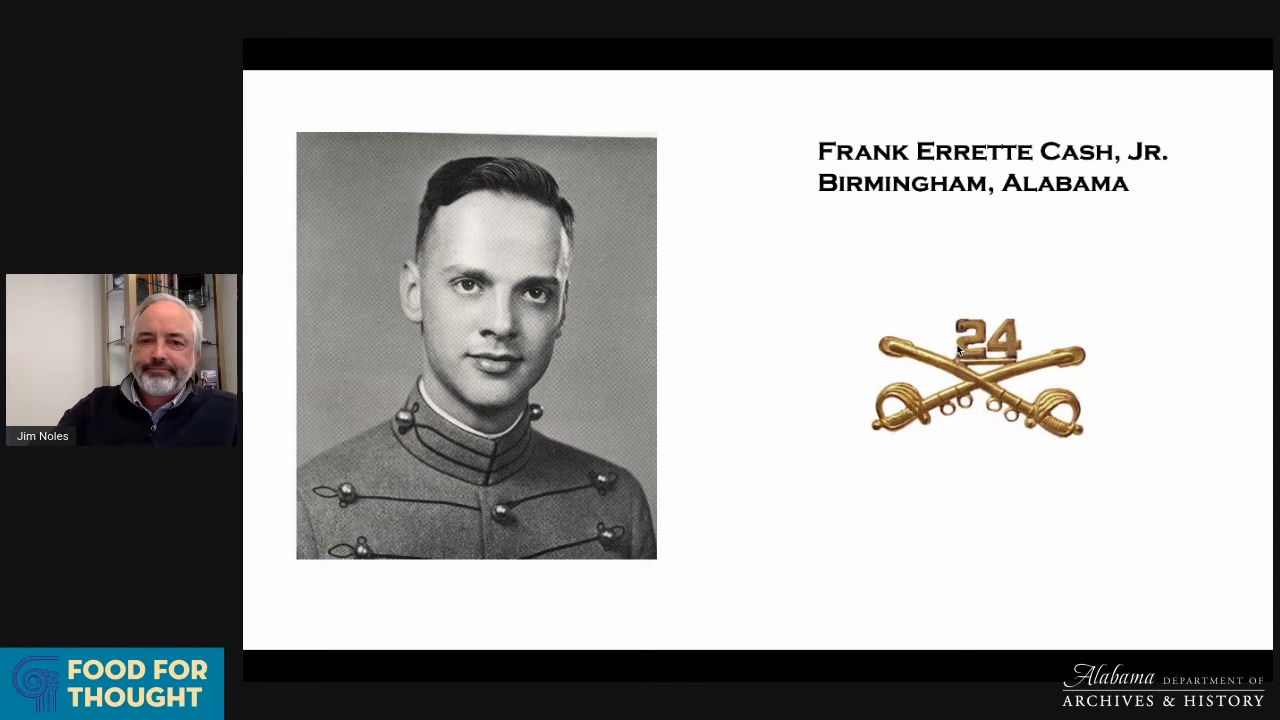 FRANK ERRETTE CASH, JR.
BIRMINGHAM, ALABAMA
24
Jim Noles
FOOD FOR
THOUGHT
Alabama DEPARTMENT OF
ARCHIVES & HISTORY